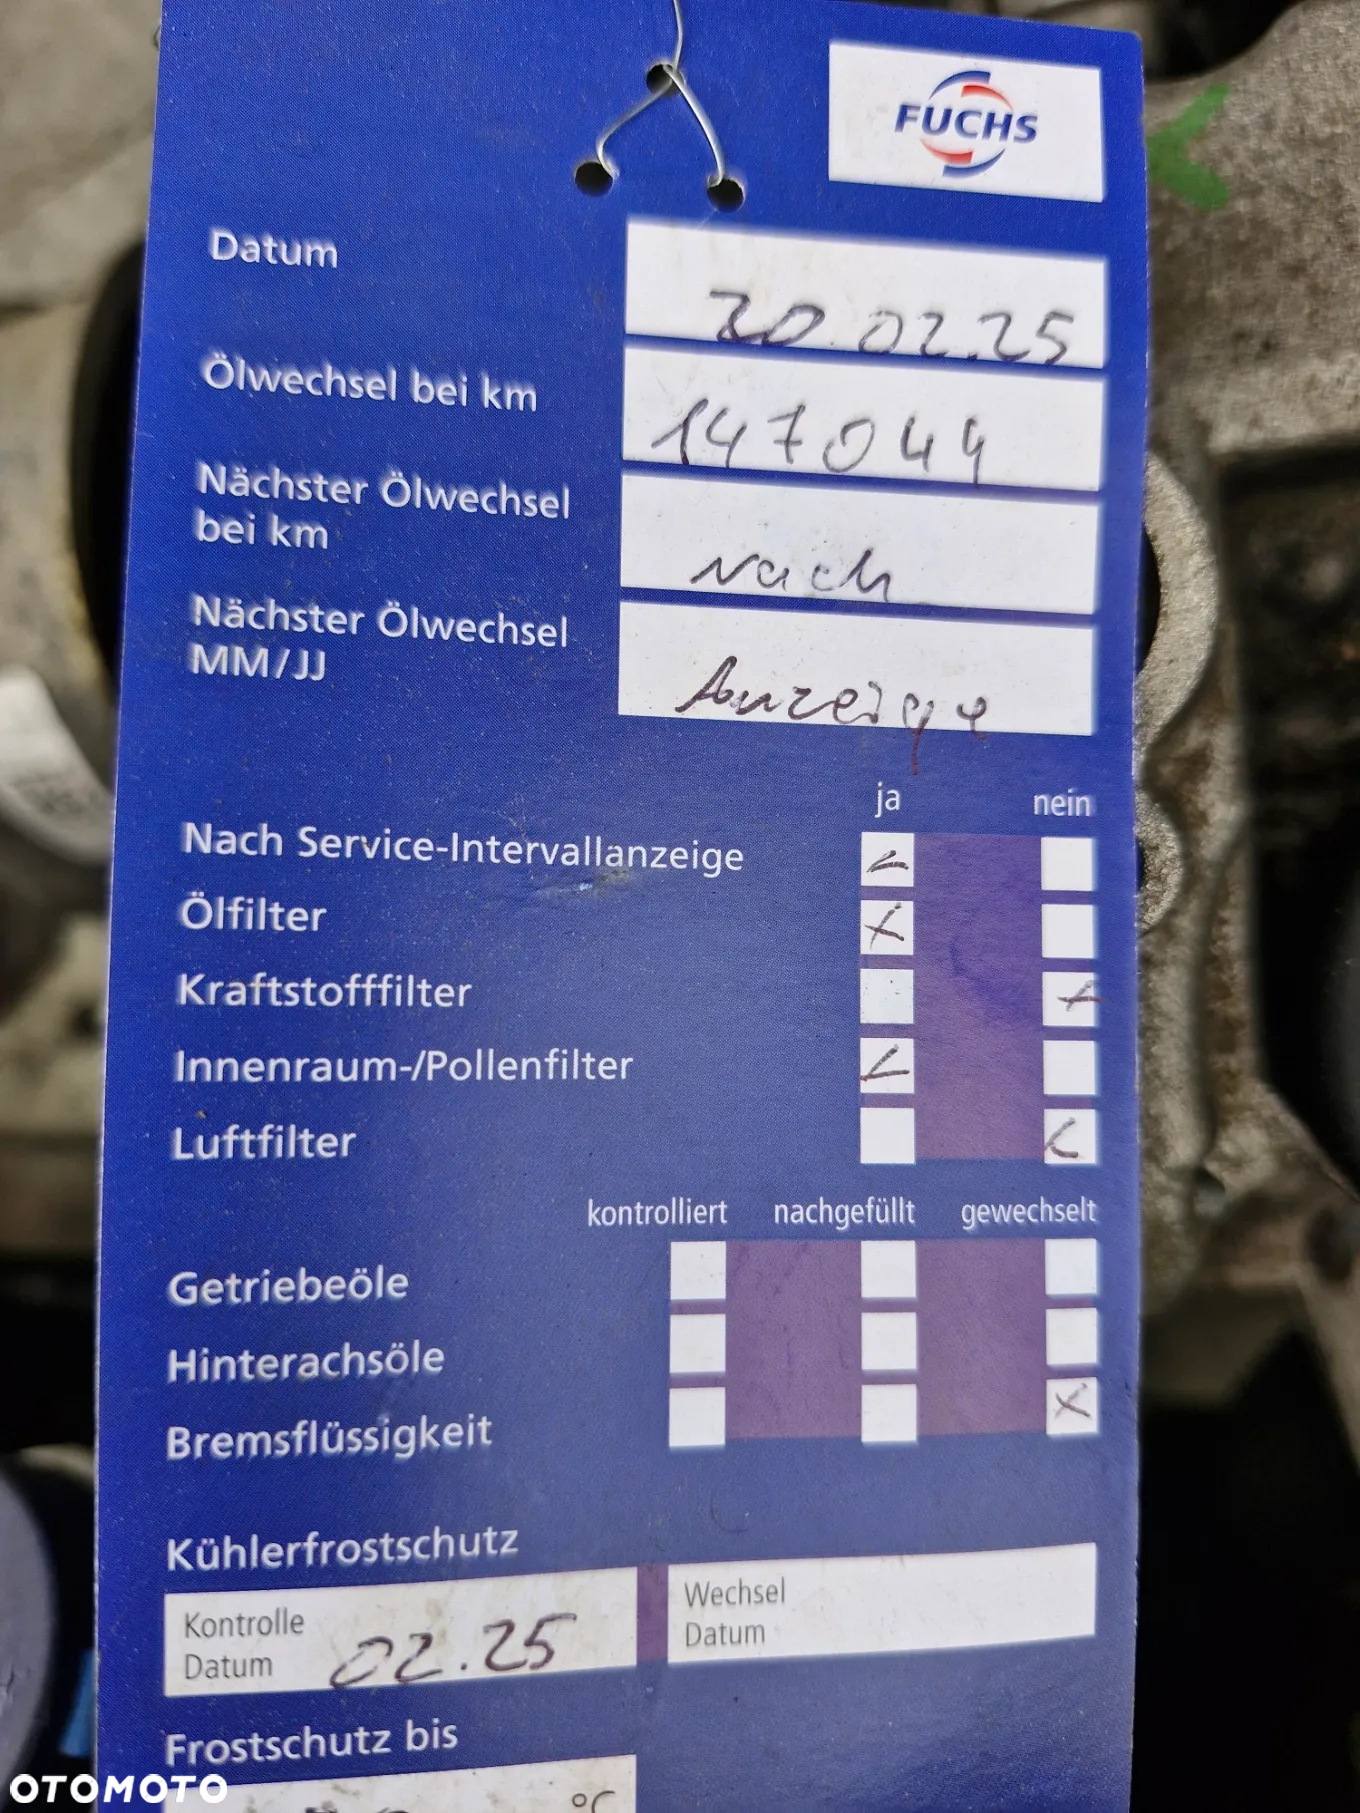 FUCHS
Datum 20.02.25
Ölwechsel bei km 147044
Nächster Ölwechsel
bei km nach
Nächster Ölwechsel
MM/JJ Anzeige
ja nein
Nach Service-Intervallanzeige
Ölfilter X
Kraftstofffilter X
Innenraum-/Pollenfilter
Luftfilter
kontrolliert nachgefüllt gewechselt
Getriebeöle
Hinterachsöle
Bremsflüssigkeit X
Kühlerfrostschutz
Kontrolle
Datum 02.25
Wechsel
Datum
Frostschutz bis
°C
OTOMOTO